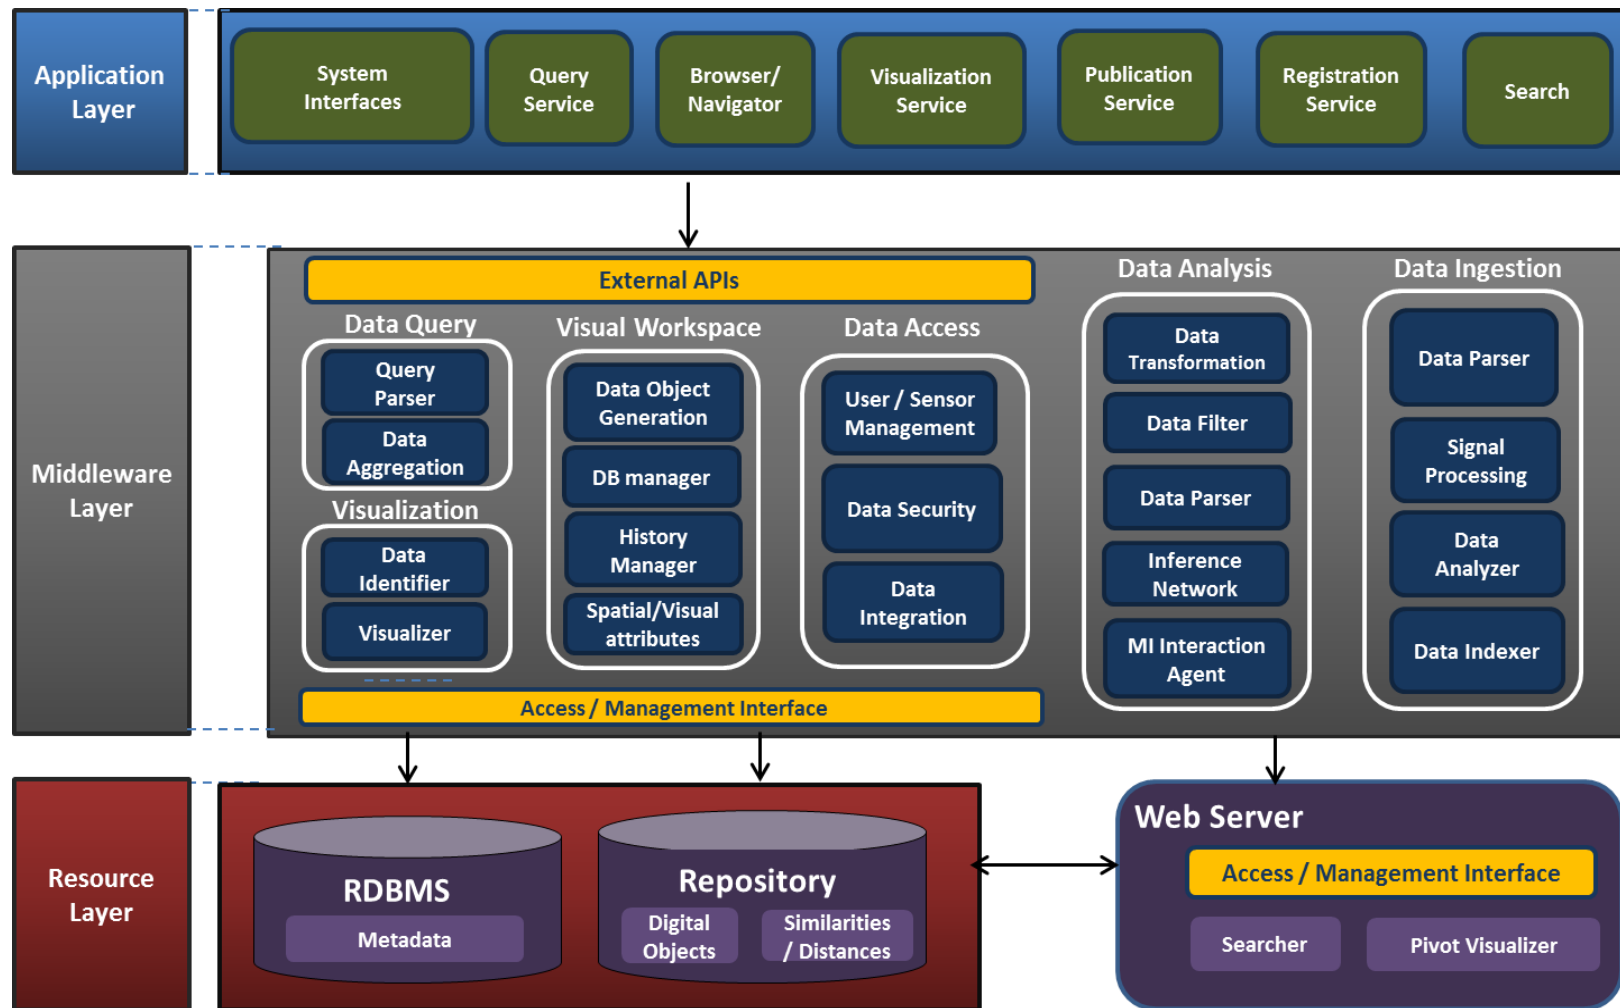 Application
Layer
System
Interfaces
Query
Service
Browser/
Navigator
Visualization
Service
Publication
Service
Registration
Service
Search
Middleware
Layer
External APIs
Data Query
Query
Parser
Data
Aggregation
Visualization
Data
Identifier
Visualizer
Visual Workspace
Data Object
Generation
DB manager
History
Manager
Spatial/Visual
attributes
Data Access
User / Sensor
Management
Data Security
Data
Integration
Data Analysis
Data
Transformation
Data Filter
Data Parser
Inference
Network
MI Interaction
Agent
Data Ingestion
Data Parser
Signal
Processing
Data
Analyzer
Data Indexer
Access / Management Interface
Resource
Layer
RDBMS
Metadata
Repository
Digital
Objects
Similarities
/ Distances
Web Server
Access / Management Interface
Searcher
Pivot Visualizer